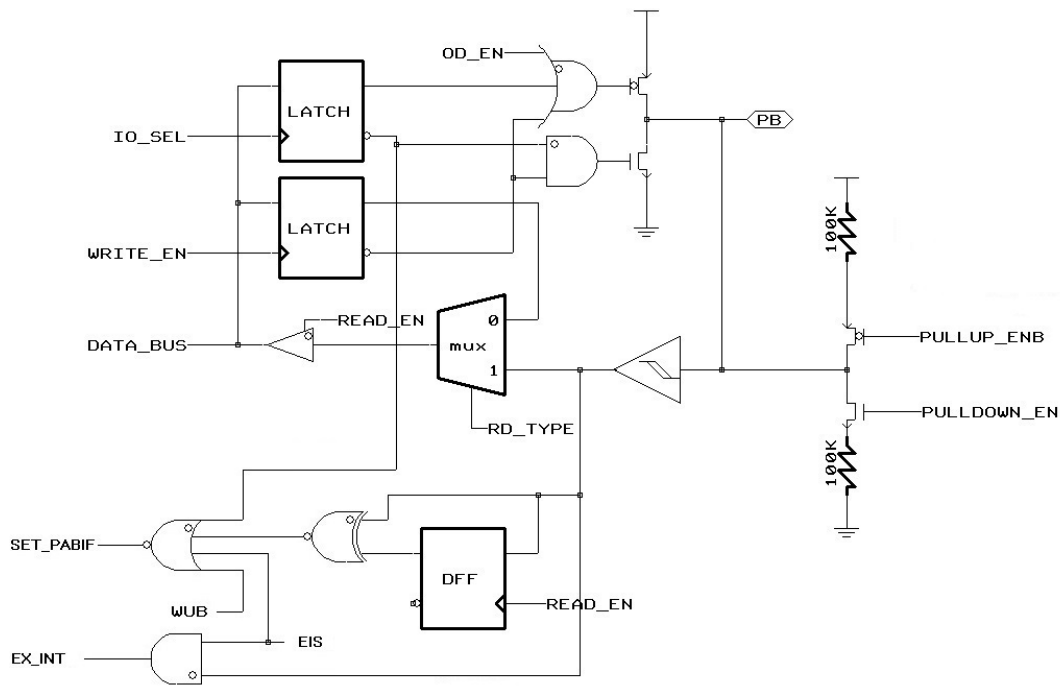 OD_EN
LATCH
IO_SEL
PB
LATCH
WRITE_EN
100K
READ_EN
0
DATA_BUS
mux
1
PULLUP_ENB
RD_TYPE
PULLDOWN_EN
100K
SET_PABIF
DFF
WUB
READ_EN
EIS
EX_INT